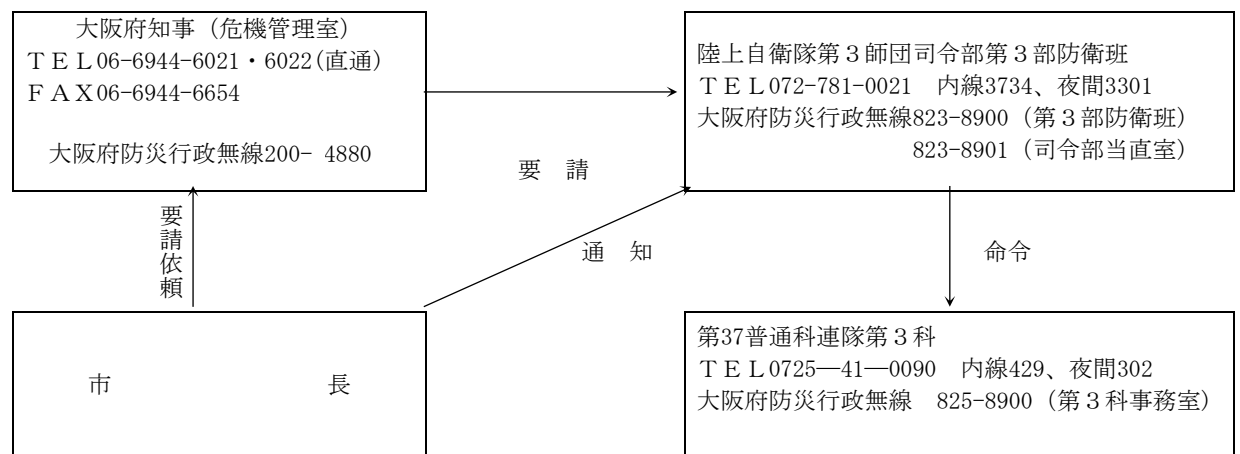 大阪府知事（危機管理室）
ＴＥＬ06-6944-6021・6022(直通)
ＦＡＸ06-6944-6654
大阪府防災行政無線200- 4880
陸上自衛隊第３師団司令部第３部防衛班
ＴＥＬ072-781-0021　内線3734、夜間3301
大阪府防災行政無線823-8900（第３部防衛班）
823-8901（司令部当直室）
要　請
要請依頼
通　知
命令
市　　　　　　　　　長
第37普通科連隊第３科
ＴＥＬ0725―41―0090　内線429、夜間302
大阪府防災行政無線　825-8900（第３科事務室）